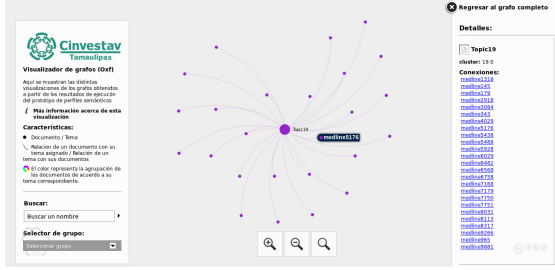 Regresar al grafo completo
Cinvestav
Tamaulipas
Visualizador de grafos (Oxf)
Aquí se muestran las distintas
visualizaciones de los grafos obtenidos
a partir de los resultados de ejecución
del prototipo de perfiles semánticos
i Más información acerca de esta
visualización
Características:
Documento / Tema
Relacion de un documento con su
tema asignado / Relación de un
tema con sus documentos
El color representa la agrupación de
los documentos de acuerdo a su
tema correspondiente.
Buscar:
Buscar un nombre
Selector de grupo:
Seleccionar grupo
Topic19
medline5176
Detalles:
Topic19
cluster: 19.0
Conexiones:
medline1318
medline145
medline179
medline2918
medline3084
medline343
medline4029
medline5176
medline5438
medline5488
medline5928
medline6029
medline6482
medline6568
medline6758
medline7168
medline7179
medline7750
medline7751
medline8031
medline8113
medline8317
medline9266
medline965
medline9881